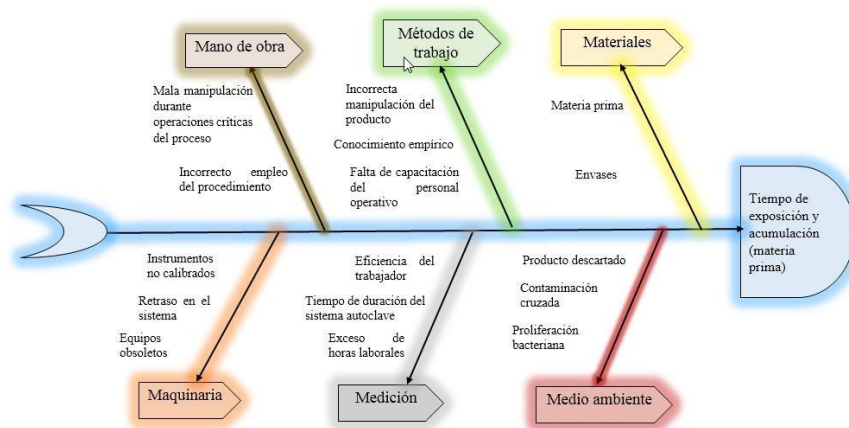 Mano de obra
Métodos de
trabajo
Materiales
Mala manipulación
durante
operaciones críticas
del proceso
Incorrecto empleo
del procedimiento
Incorrecta
manipulación del
producto
Conocimiento empírico
Falta de capacitación
del personal
operativo
Materia prima
Envases
Tiempo de
exposición y
acumulación
(materia
prima)
Instrumentos
no calibrados
Retraso en el
sistema
Equipos
obsoletos
Eficiencia del
trabajador
Tiempo de duración del
sistema autoclave
Exceso de
horas laborales
Producto descartado
Contaminación
cruzada
Proliferación
bacteriana
Maquinaria
Medición
Medio ambiente